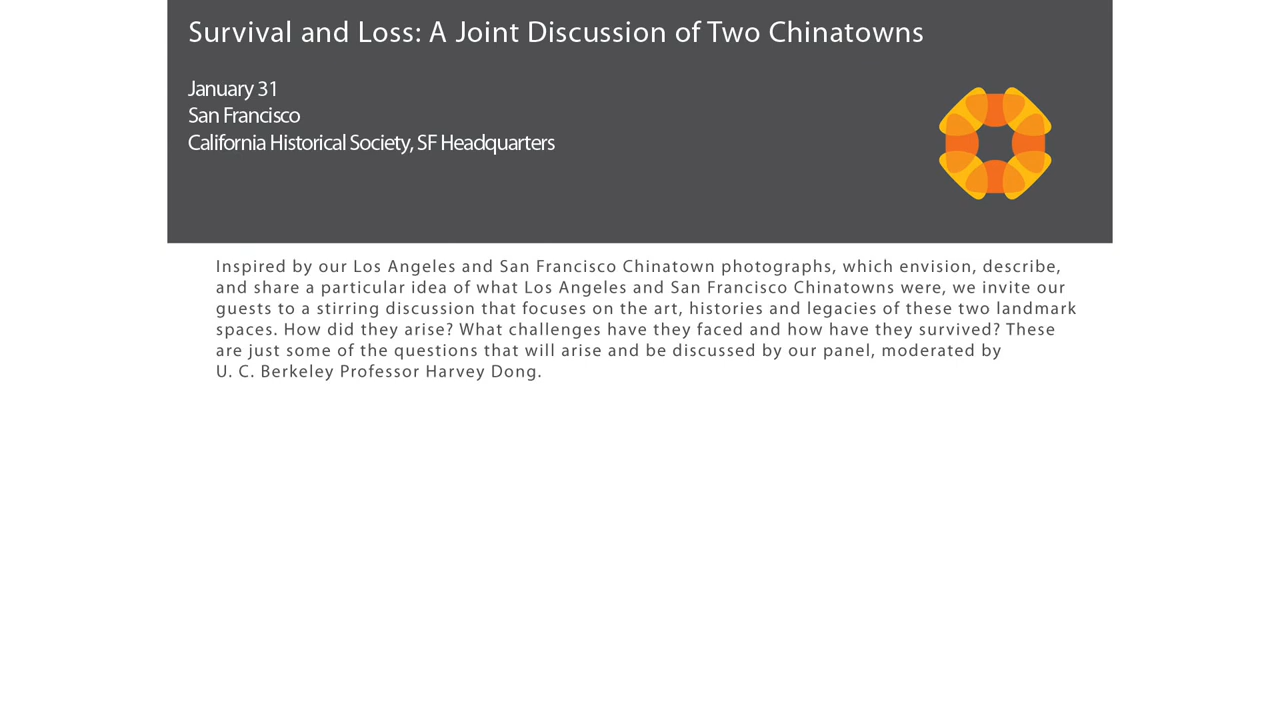 Survival and Loss: A Joint Discussion of Two Chinatowns
January 31
San Francisco
California Historical Society, SF Headquarters
Inspired by our Los Angeles and San Francisco Chinatown photographs, which envision, describe,
and share a particular idea of what Los Angeles and San Francisco Chinatowns were, we invite our
guests to a stirring discussion that focuses on the art, histories and legacies of these two landmark
spaces. How did they arise? What challenges have they faced and how have they survived? These
are just some of the questions that will arise and be discussed by our panel, moderated by
U. C. Berkeley Professor Harvey Dong.